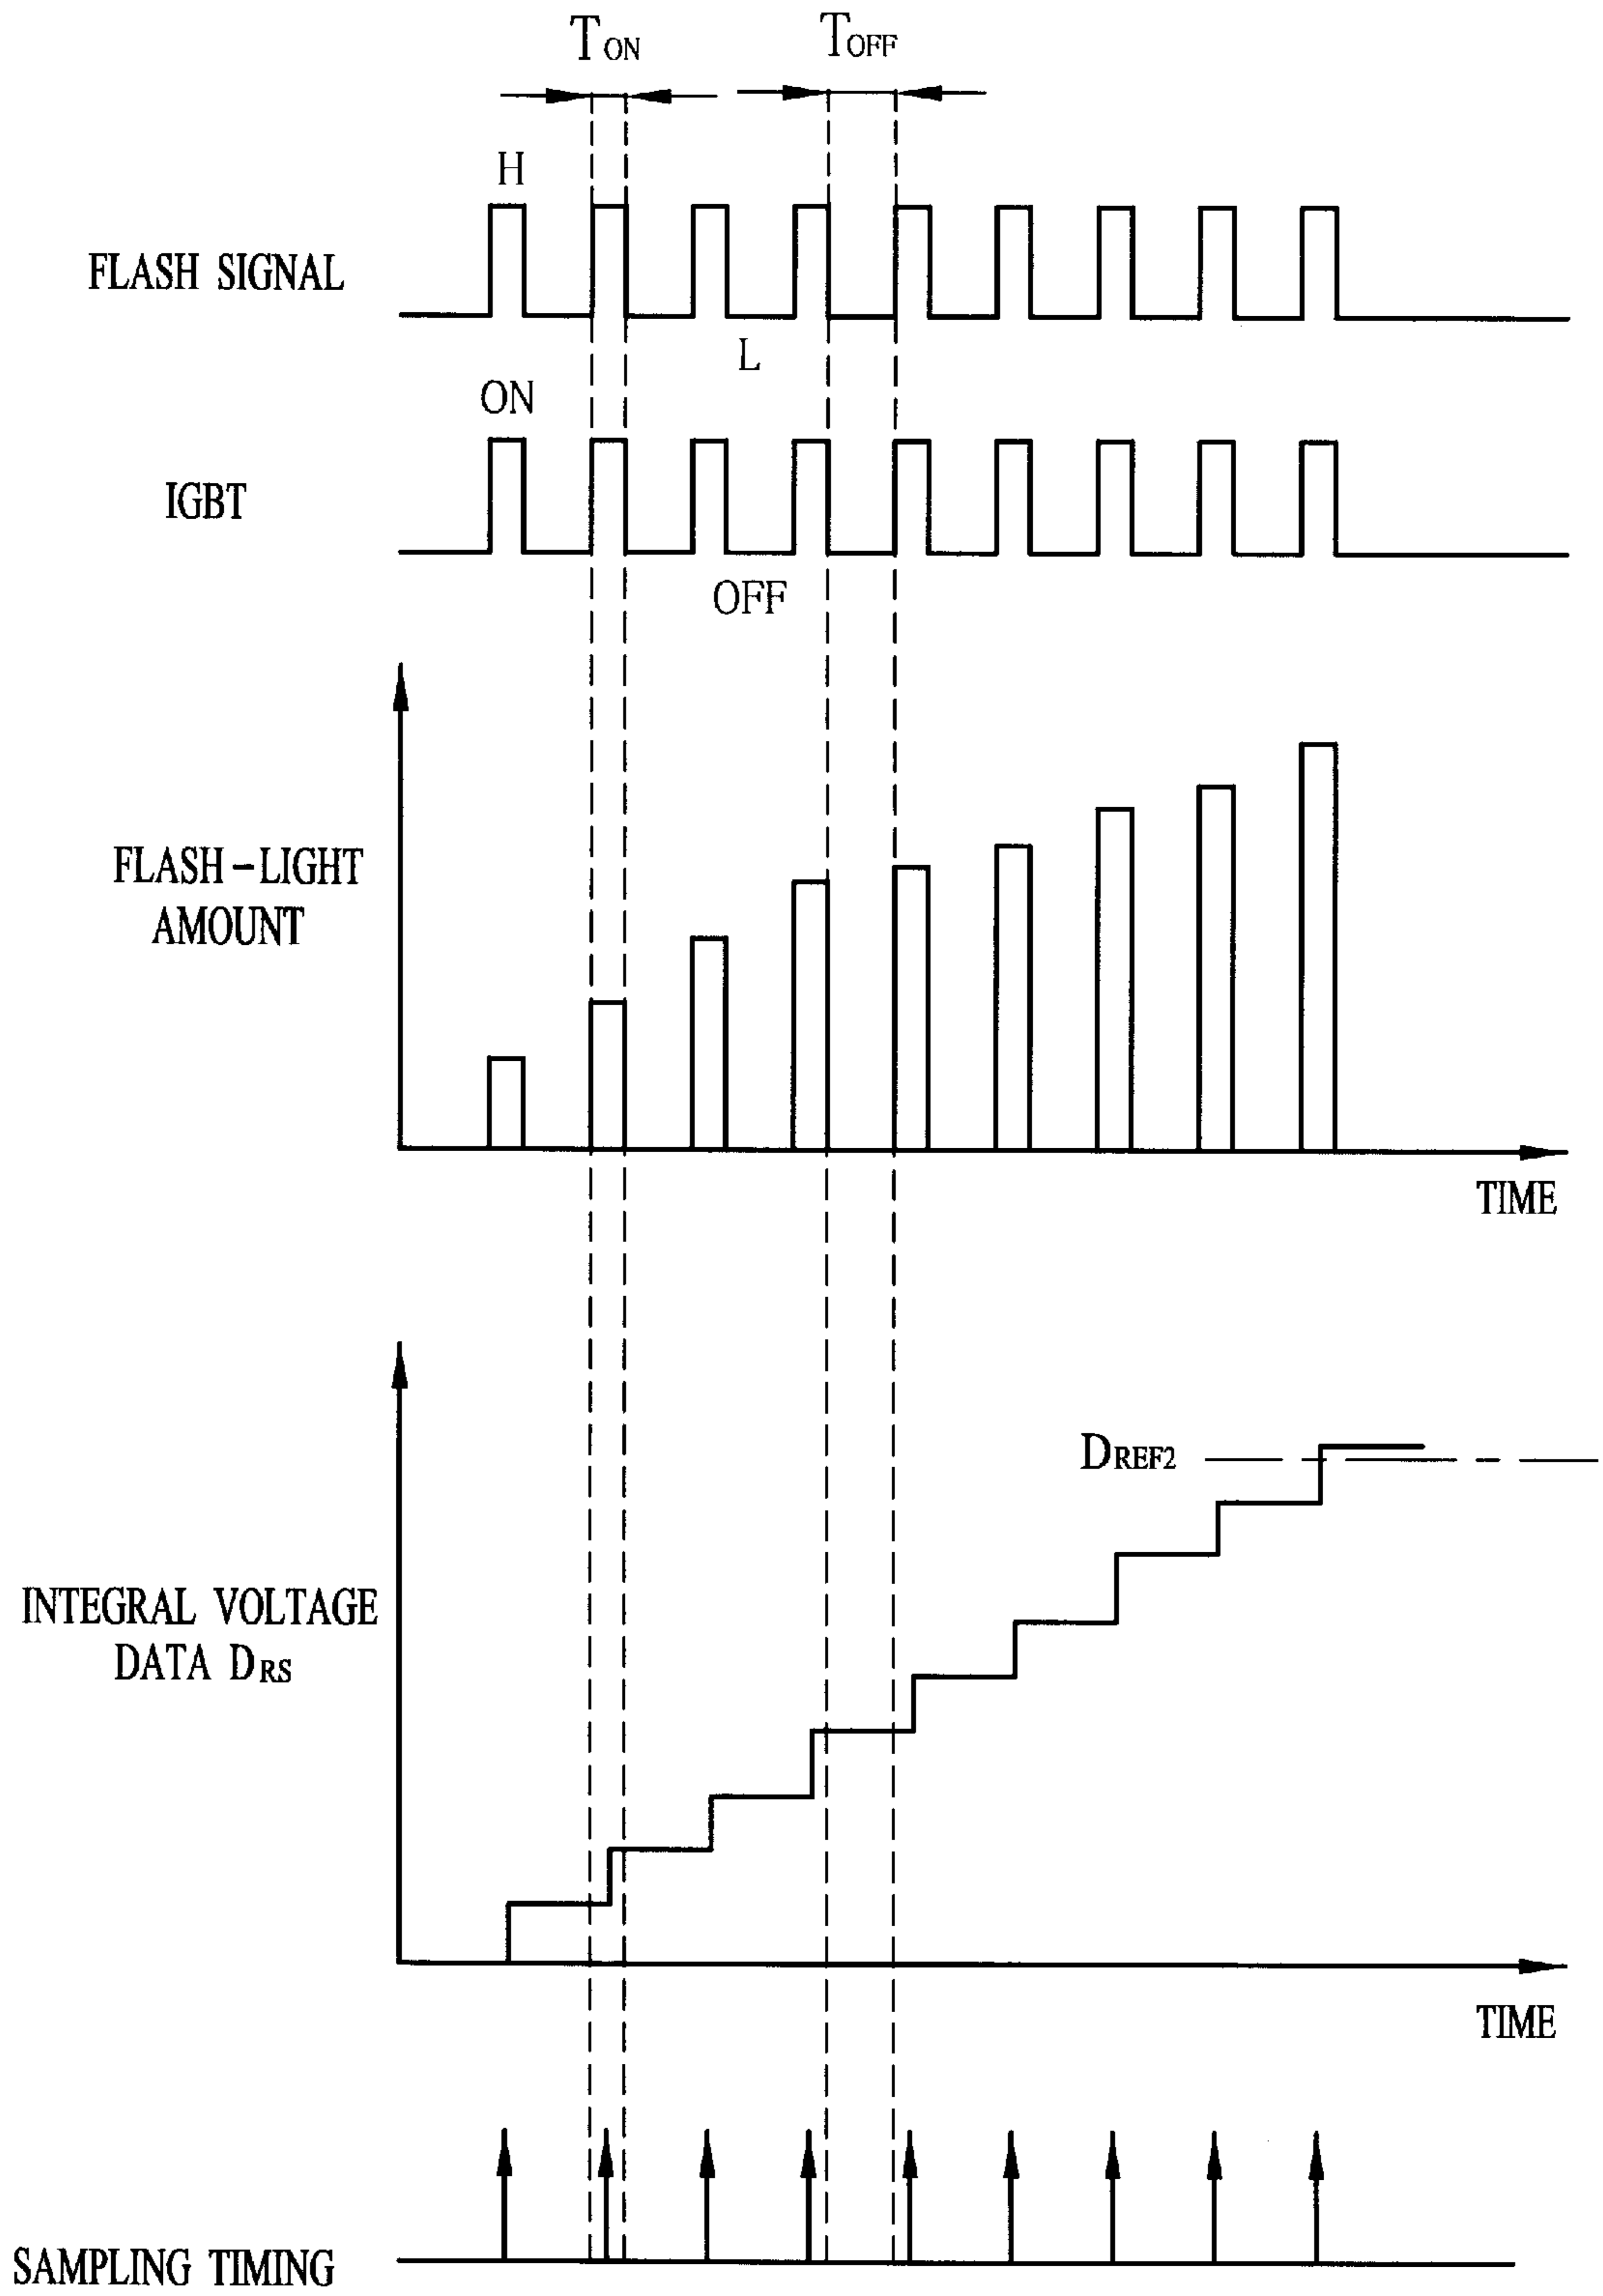 TON TOFF
H
FLASH SIGNAL
L
ON
IGBT
OFF
FLASH-LIGHT
AMOUNT
TIME
DREF2
INTEGRAL VOLTAGE
DATA DRS
TIME
SAMPLING TIMING